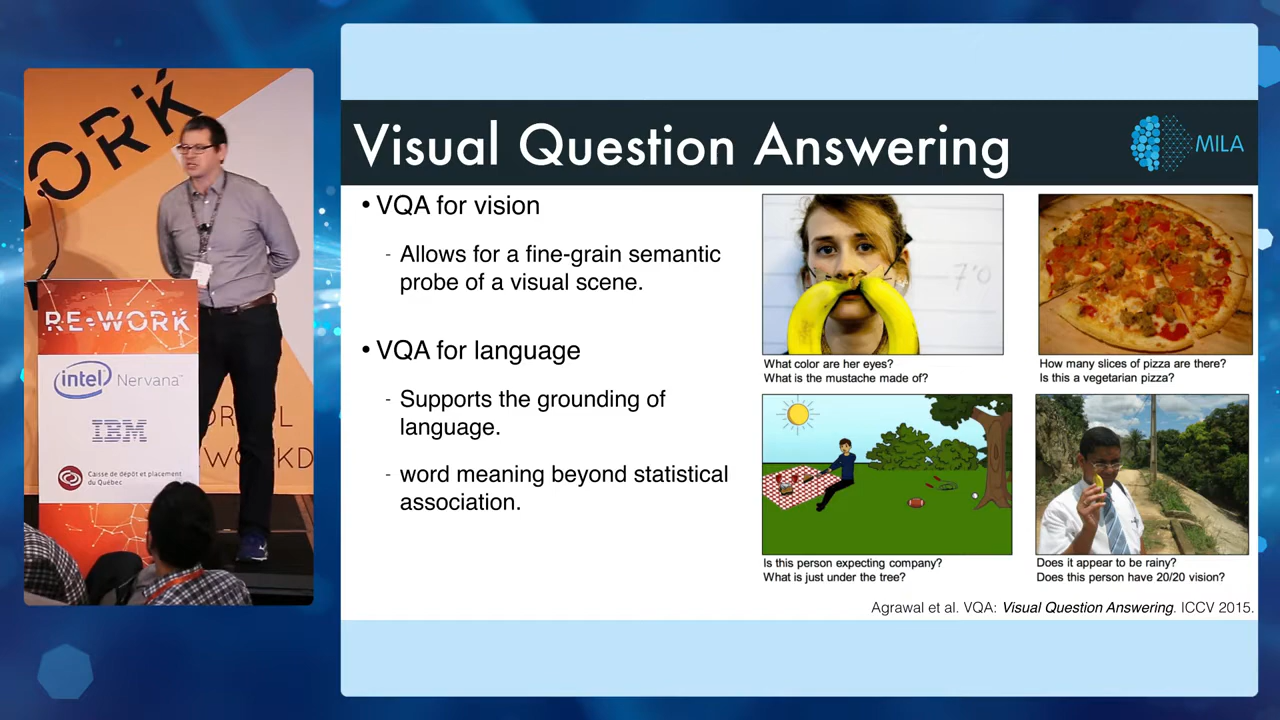 ORK
RE•WORK
intel Nervana™
IBM
Caisse de dépôt et placement
du Québec
Visual Question Answering
MILA
• VQA for vision
- Allows for a fine-grain semantic
probe of a visual scene.
• VQA for language
- Supports the grounding of
language.
- word meaning beyond statistical
association.
What color are her eyes?
What is the mustache made of?
How many slices of pizza are there?
Is this a vegetarian pizza?
Is this person expecting company?
What is just under the tree?
Does it appear to be rainy?
Does this person have 20/20 vision?
Agrawal et al. VQA: Visual Question Answering. ICCV 2015.